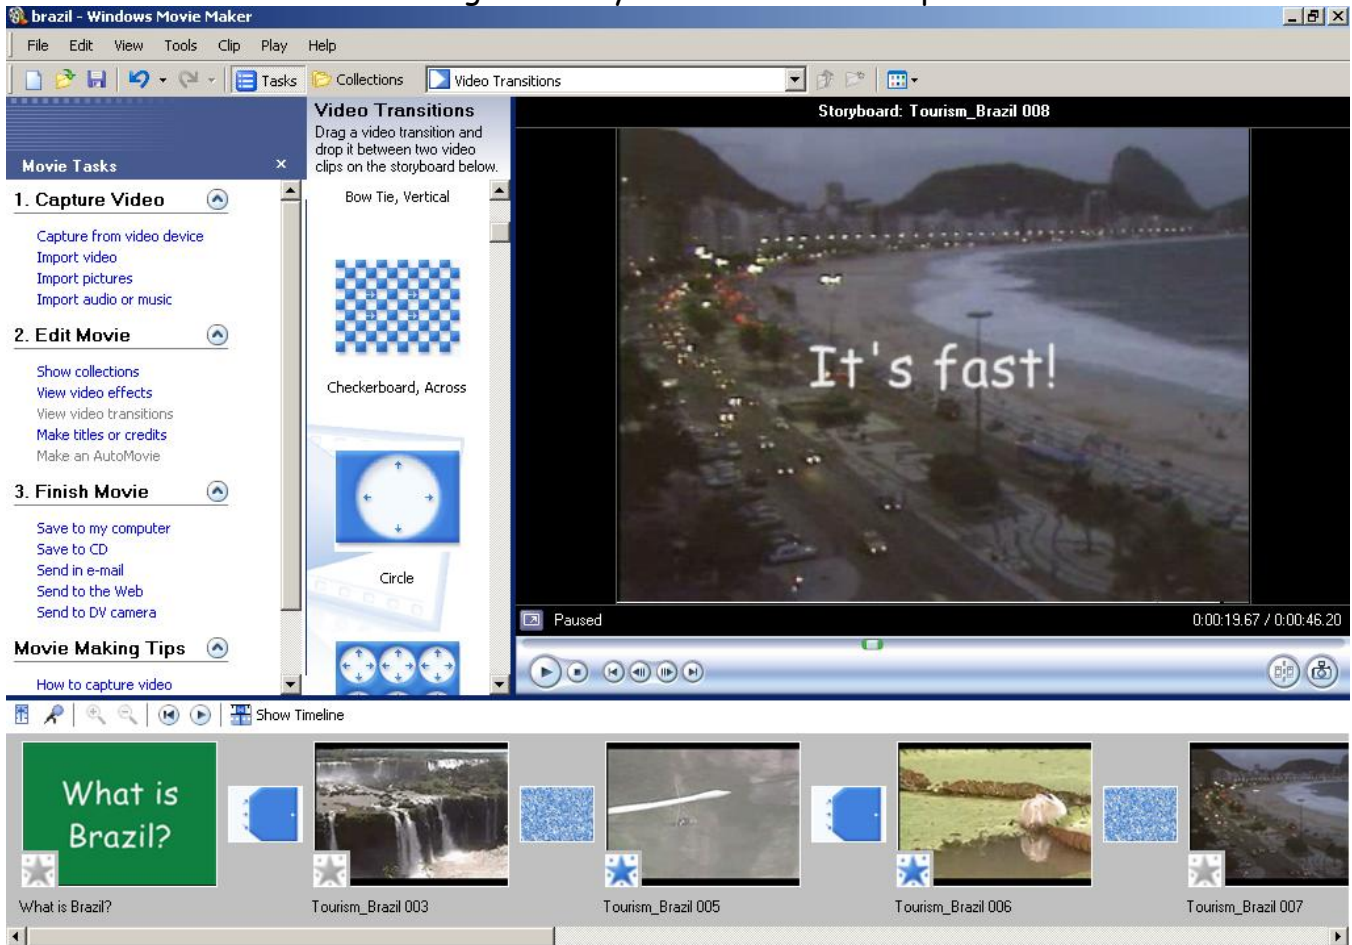 brazil - Windows Movie Maker
File Edit View Tools Clip Play Help
Tasks Collections Video Transitions
Movie Tasks
1. Capture Video
Capture from video device
Import video
Import pictures
Import audio or music
2. Edit Movie
Show collections
View video effects
View video transitions
Make titles or credits
Make an AutoMovie
3. Finish Movie
Save to my computer
Save to CD
Send in e-mail
Send to the Web
Send to DV camera
Movie Making Tips
How to capture video
Video Transitions
Drag a video transition and
drop it between two video
clips on the storyboard below.
Bow Tie, Vertical
Checkerboard, Across
Circle
Storyboard: Tourism_Brazil 008
It's fast!
Paused 0:00:19.67 / 0:00:46.20
Show Timeline
What is
Brazil?
What is Brazil? Tourism_Brazil 003 Tourism_Brazil 005 Tourism_Brazil 006 Tourism_Brazil 007